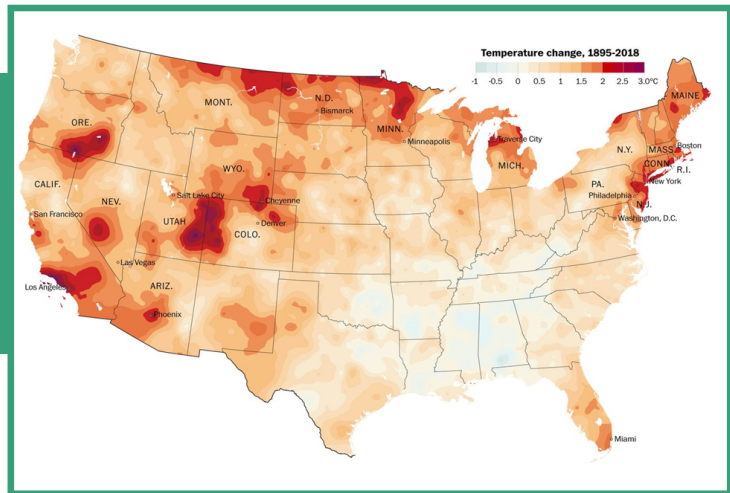 Temperature change, 1895-2018
-1 -0.5 0 0.5 1 1.5 2 2.5 3.0°C
MAINE
N.D.
MONT.
Bismarck
ORE.
MINN.
Minneapolis
Traverse City
N.Y.
MASS.
Boston
MICH.
CONN.
R.I.
WYO.
New York
PA.
CALIF.
NEV.
Salt Lake City
Cheyenne
Philadelphia
N.J.
San Francisco
UTAH
Denver
Washington, D.C.
COLO.
Las Vegas
Los Angeles
ARIZ.
Phoenix
Miami